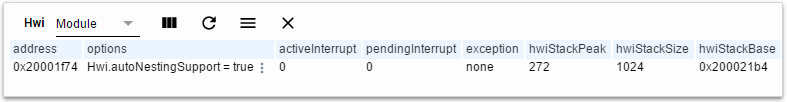 Hwi Module
address options activeInterrupt pendingInterrupt exception hwiStackPeak hwiStackSize hwiStackBase
0x20001f74 Hwi.autoNestingSupport = true 0 0 none 272 1024 0x200021b4